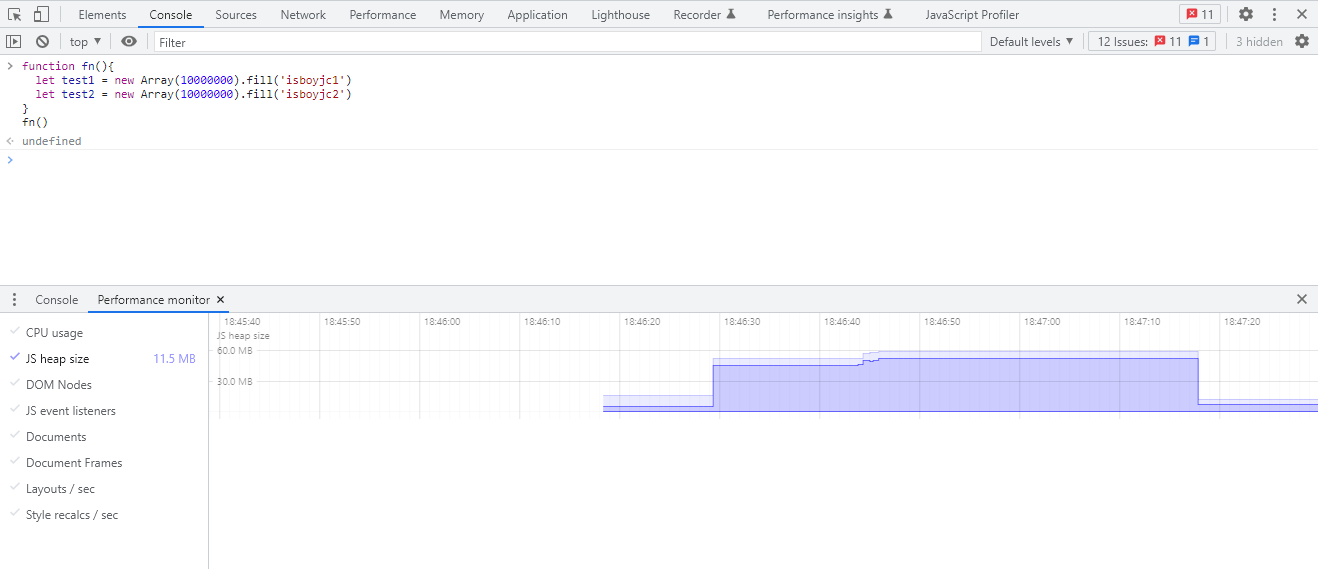 Elements Console Sources Network Performance Memory Application Lighthouse Recorder Performance insights JavaScript Profiler 11
top ▼ Filter Default levels ▼ 12 Issues: 11 1 3 hidden
> function fn(){
let test1 = new Array(10000000).fill('isboyjc1')
let test2 = new Array(10000000).fill('isboyjc2')
}
fn()
undefined
>
Console Performance monitor ×
18:45:40 18:45:50 18:46:00 18:46:10 18:46:20 18:46:30 18:46:40 18:46:50 18:47:00 18:47:10 18:47:20
CPU usage
JS heap size
60.0 MB
JS heap size 11.5 MB
30.0 MB
DOM Nodes
JS event listeners
Documents
Document Frames
Layouts / sec
Style recalcs / sec